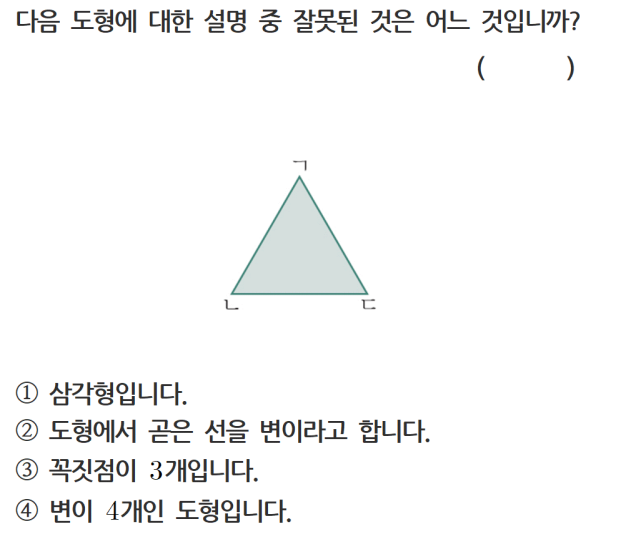 다음 도형에 대한 설명 중 잘못된 것은 어느 것입니까?
( )
ㄱ
ㄴ ㄷ
① 삼각형입니다.
② 도형에서 곧은 선을 변이라고 합니다.
③ 꼭짓점이 3개입니다.
④ 변이 4개인 도형입니다.